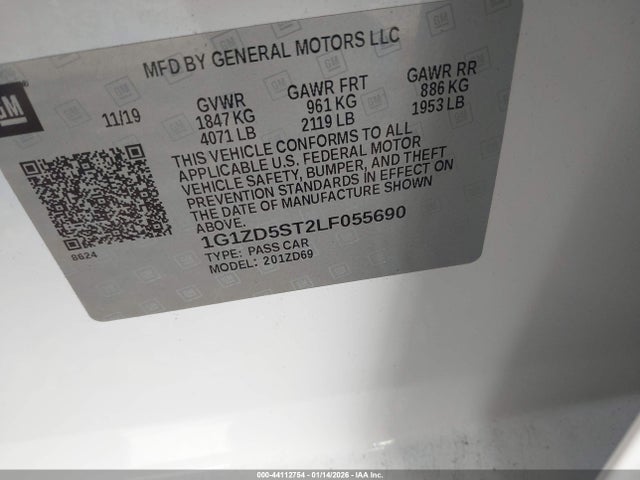 MFD BY GENERAL MOTORS LLC
GM
11/19
GVWR
1847 KG
4071 LB
GAWR FRT
961 KG
2119 LB
GAWR RR
886 KG
1953 LB
THIS VEHICLE CONFORMS TO ALL
APPLICABLE U.S. FEDERAL MOTOR
VEHICLE SAFETY, BUMPER, AND THEFT
PREVENTION STANDARDS IN EFFECT ON
THE DATE OF MANUFACTURE SHOWN
ABOVE.
1G1ZD5ST2LF055690
TYPE: PASS CAR
MODEL: 201ZD69
8624
000-44112754 | 01/14/2026 | IAA Inc.